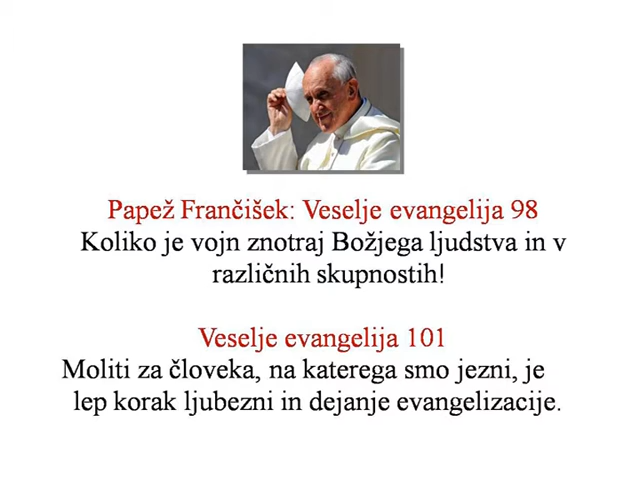 Papež Frančišek: Veselje evangelija 98
Koliko je vojn znotraj Božjega ljudstva in v
različnih skupnostih!
Veselje evangelija 101
Moliti za človeka, na katerega smo jezni, je
lep korak ljubezni in dejanje evangelizacije.